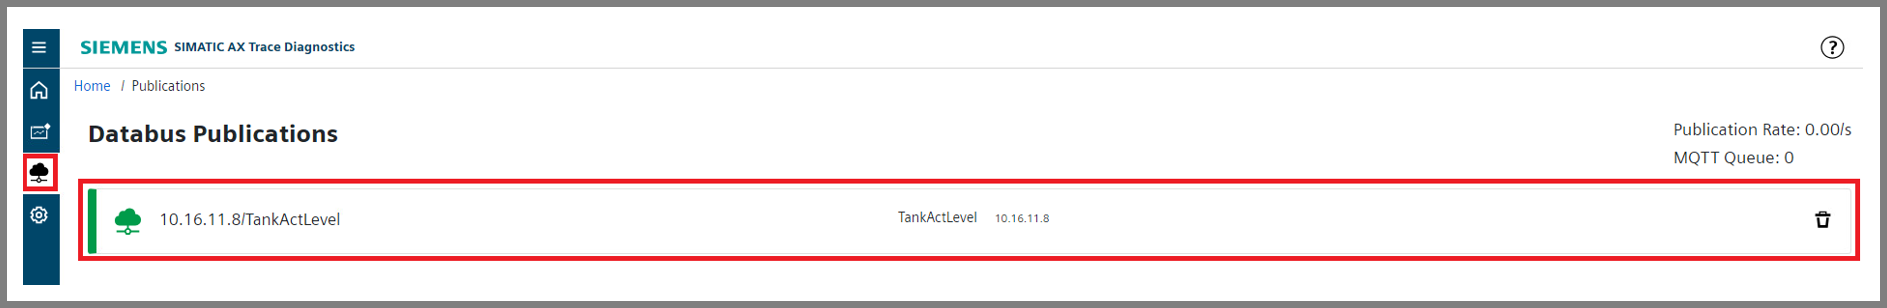 SIEMENS SIMATIC AX Trace Diagnostics ?
Home / Publications
Databus Publications
Publication Rate: 0.00/s
MQTT Queue: 0
10.16.11.8/TankActLevel TankActLevel 10.16.11.8